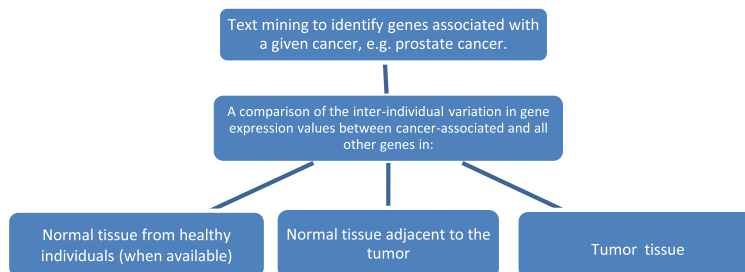 Text mining to identify genes associated with
a given cancer, e.g. prostate cancer.
A comparison of the inter-individual variation in gene
expression values between cancer-associated and all
other genes in:
Normal tissue from healthy
individuals (when available)
Normal tissue adjacent to the
tumor
Tumor tissue